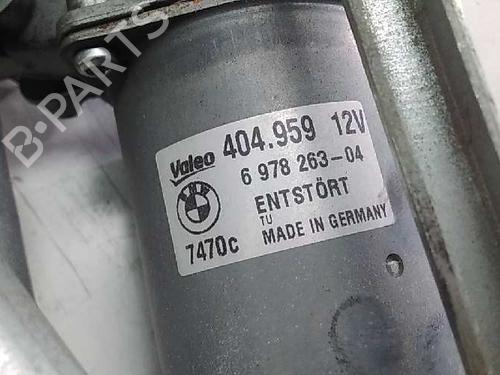 Valeo 404.959 12V
6 978 263-04
ENTSTÖRT
TU
7470c MADE IN GERMANY
B-PARTS